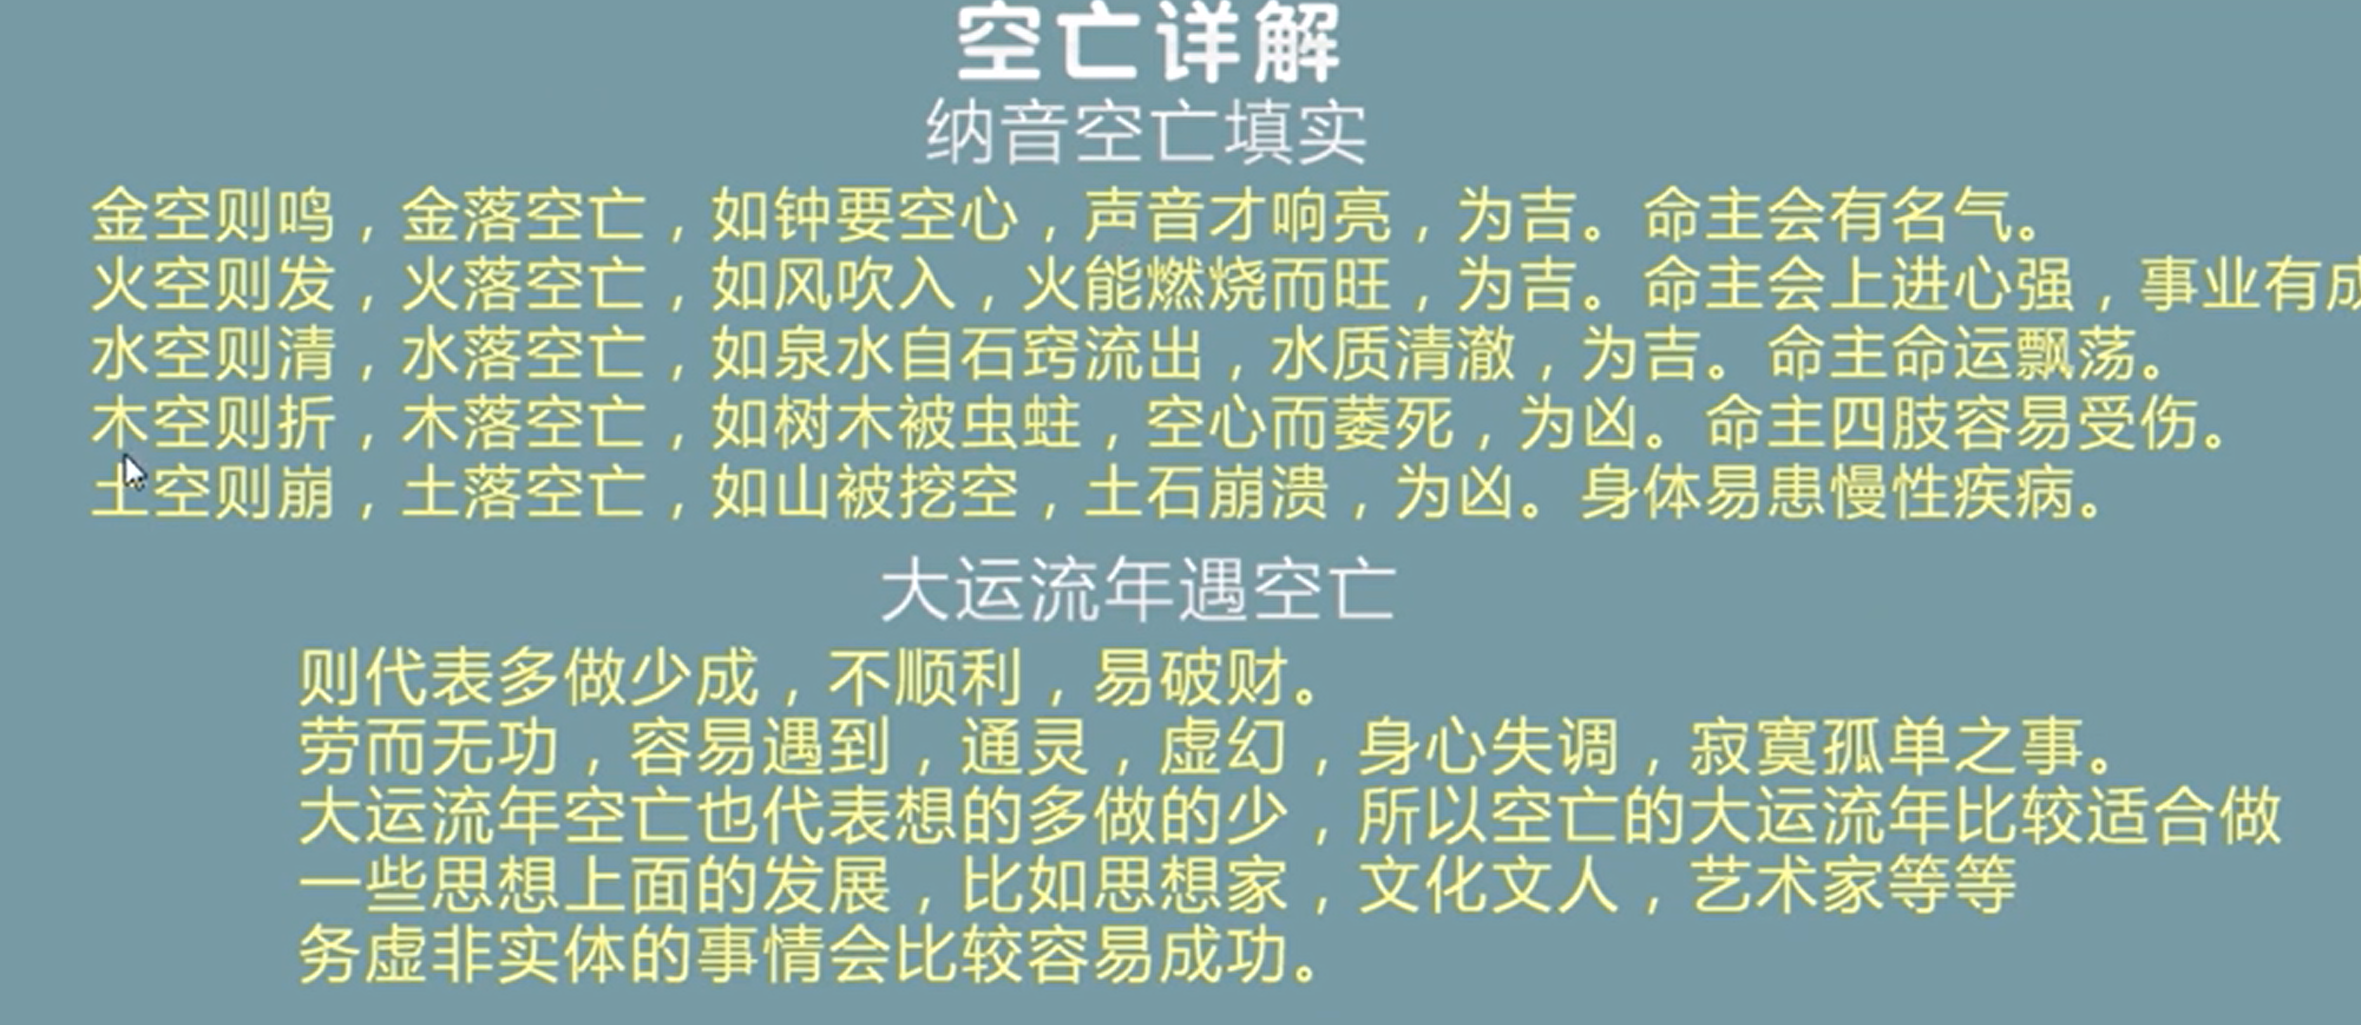 空亡详解
纳音空亡填实
金空则鸣，金落空亡，如钟要空心，声音才响亮，为吉。命主会有名气。
火空则发，火落空亡，如风吹入，火能燃烧而旺，为吉。命主会上进心强，事业有成
水空则清，水落空亡，如泉水自石窍流出，水质清澈，为吉。命主命运飘荡。
木空则折，木落空亡，如树木被虫蛀，空心而萎死，为凶。命主四肢容易受伤。
土空则崩，土落空亡，如山被挖空，土石崩溃，为凶。身体易患慢性疾病。
大运流年遇空亡
则代表多做少成，不顺利，易破财。
劳而无功，容易遇到，通灵，虚幻，身心失调，寂寞孤单之事。
大运流年空亡也代表想的多做的少，所以空亡的大运流年比较适合做
一些思想上面的发展，比如思想家，文化文人，艺术家等等
务虚非实体的事情会比较容易成功。